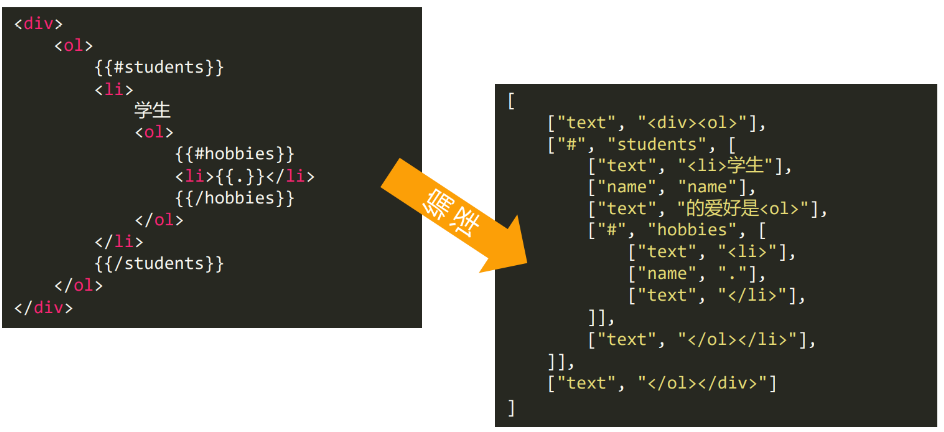 <div>
    <ol>
        {{#students}}
        <li>
            学生
            <ol>
                {{#hobbies}}
                <li>{{.}}</li>
                {{/hobbies}}
            </ol>
        </li>
        {{/students}}
    </ol>
</div>
编译
[
    ["text", "<div><ol>"],
    ["#", "students", [
        ["text", "<li>学生"],
        ["name", "name"],
        ["text", "的爱好是<ol>"],
        ["#", "hobbies", [
            ["text", "<li>"],
            ["name", "."],
            ["text", "</li>"],
        ]],
        ["text", "</ol></li>"],
    ]],
    ["text", "</ol></div>"]
]